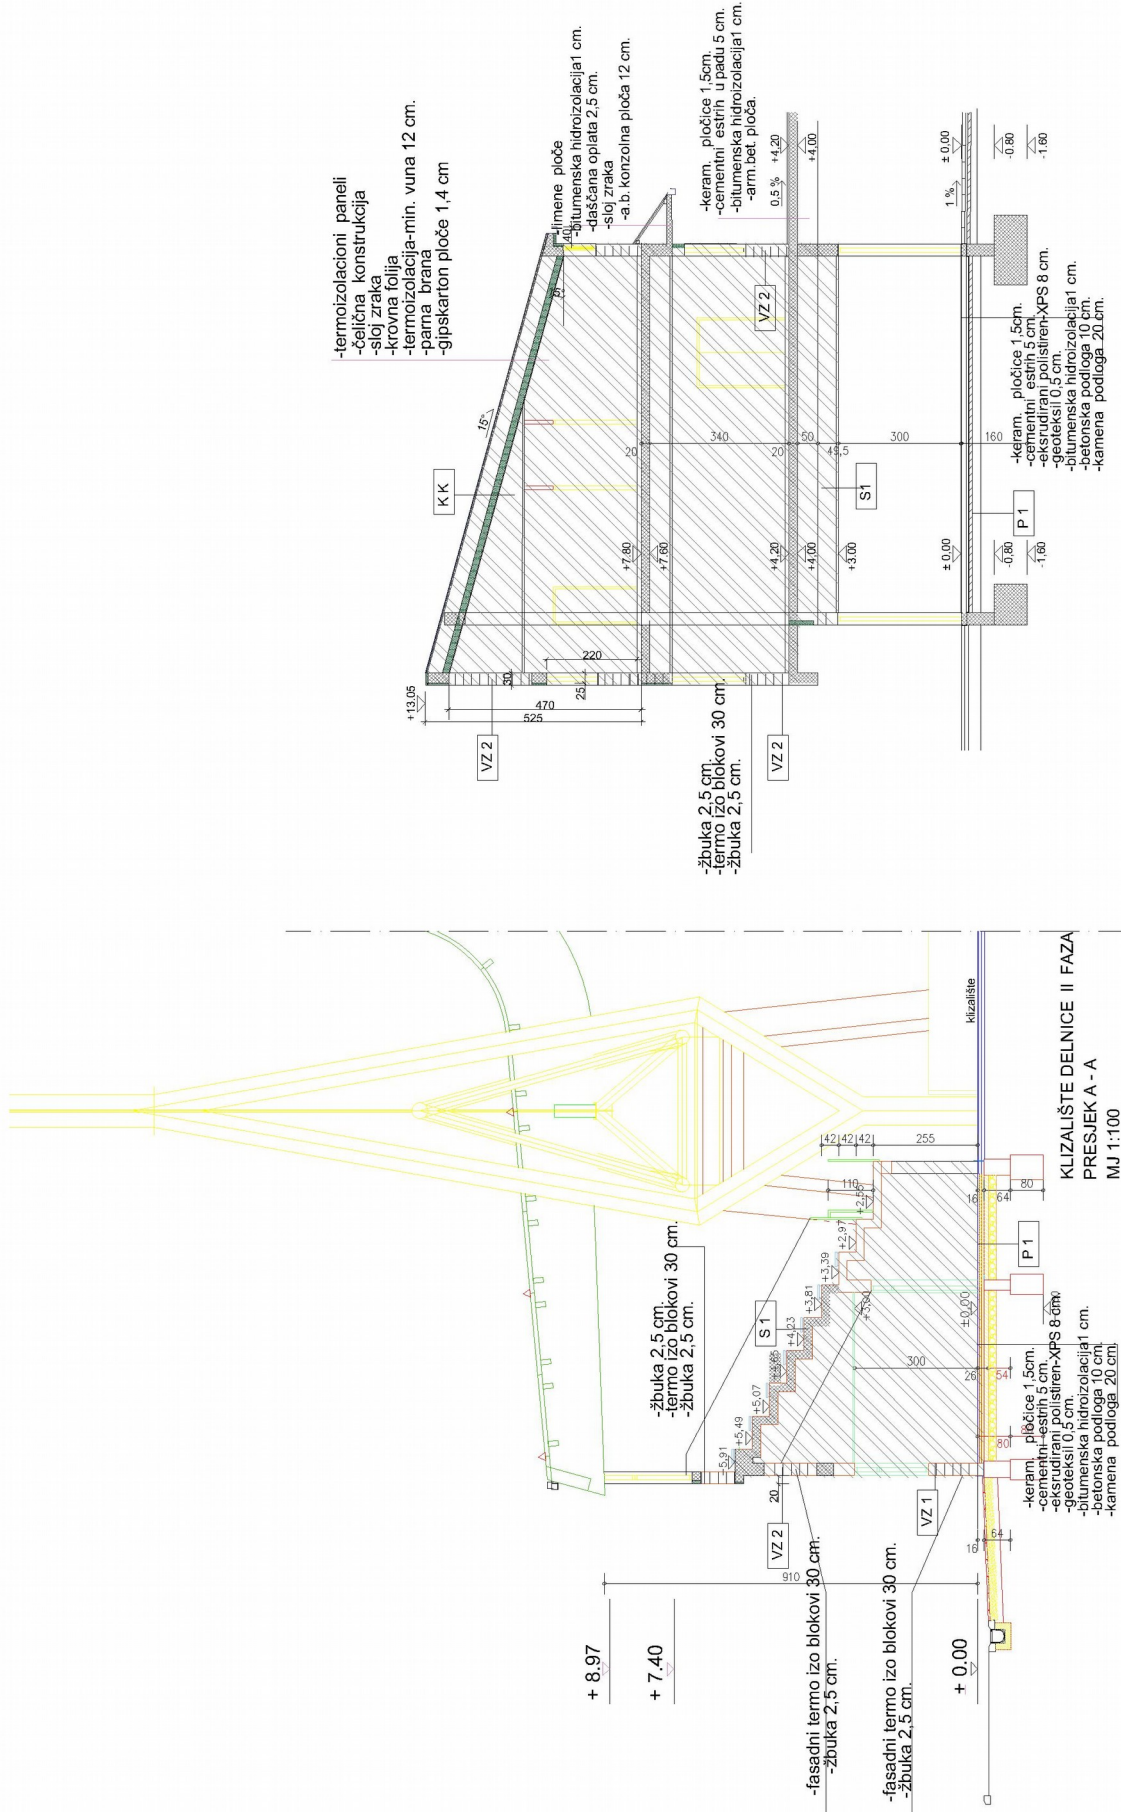 -termoizolacioni paneli
-čelična konstrukcija
-sloj zraka
-krovna folija
-termoizolacija-min. vuna 12 cm.
-parna brana
-gipskarton ploče 1,4 cm
-limene ploče
-bitumenska hidroizolacija1 cm.
-daščana oplata 2,5 cm.
-sloj zraka
-a.b. konzolna ploča 12 cm.
-keram. pločice 1,5cm.
-cementni estrih u padu 5 cm.
-bitumenska hidroizolacija1 cm.
-arm.bet. ploča.
40
15°
K K
VZ 2
0,5 %
+4,20
+4,00
1 %
± 0,00
-0,80
-1,60
20
340
20
50
49,5
300
160
S1
P 1
+7,80
+7,60
+4,20
+4,00
+3.00
± 0,00
-0,80
-1,60
220
30
25
470
525
+13.05
VZ 2
VZ 2
-keram. pločice 1,5cm.
-cementni estrih 5 cm.
-eksrudirani polistiren-XPS 8 cm.
-geoteksil 0,5 cm.
-bitumenska hidroizolacija1 cm.
-betonska podloga 10 cm.
-kamena podloga 20 cm.
-žbuka 2,5 cm.
-termo izo blokovi 30 cm.
-žbuka 2,5 cm.
klizalište
KLIZALIŠTE DELNICE II FAZA
PRESJEK A - A
MJ 1:100
42
42
42
255
110
16
64
80
+2,55
+2,97
+3,39
+3,81
+4,23
+4,65
+5,07
+5,49
+5,91
+3,00
±0,00
S 1
P 1
300
26
54
80
-žbuka 2,5 cm.
-termo izo blokovi 30 cm.
-žbuka 2,5 cm.
20
VZ 2
VZ 1
16
64
910
-keram. pločice 1,5cm.
-cementni estrih 5 cm.
-eksrudirani polistiren-XPS 8 cm.
-geoteksil 0,5 cm.
-bitumenska hidroizolacija1 cm.
-betonska podloga 10 cm.
-kamena podloga 20 cm.
-fasadni termo izo blokovi 30 cm.
-žbuka 2,5 cm.
-fasadni termo izo blokovi 30 cm.
-žbuka 2,5 cm.
+ 8.97
+ 7.40
+ 0.00